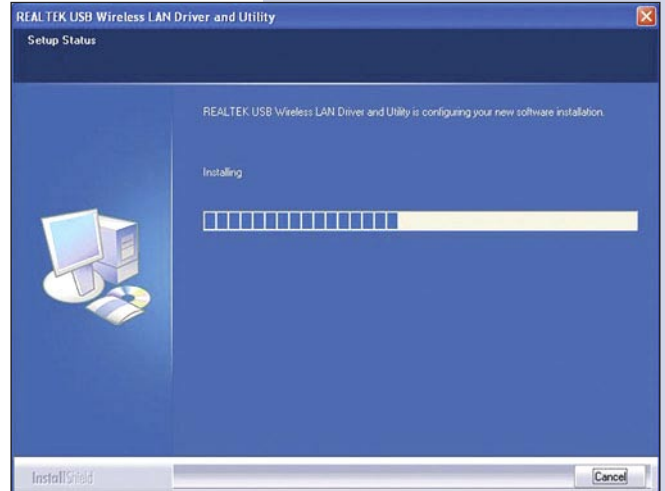 REALTEK USB Wireless LAN Driver and Utility
Setup Status
REALTEK USB Wireless LAN Driver and Utility is configuring your new software installation.
Installing
InstallShield
Cancel